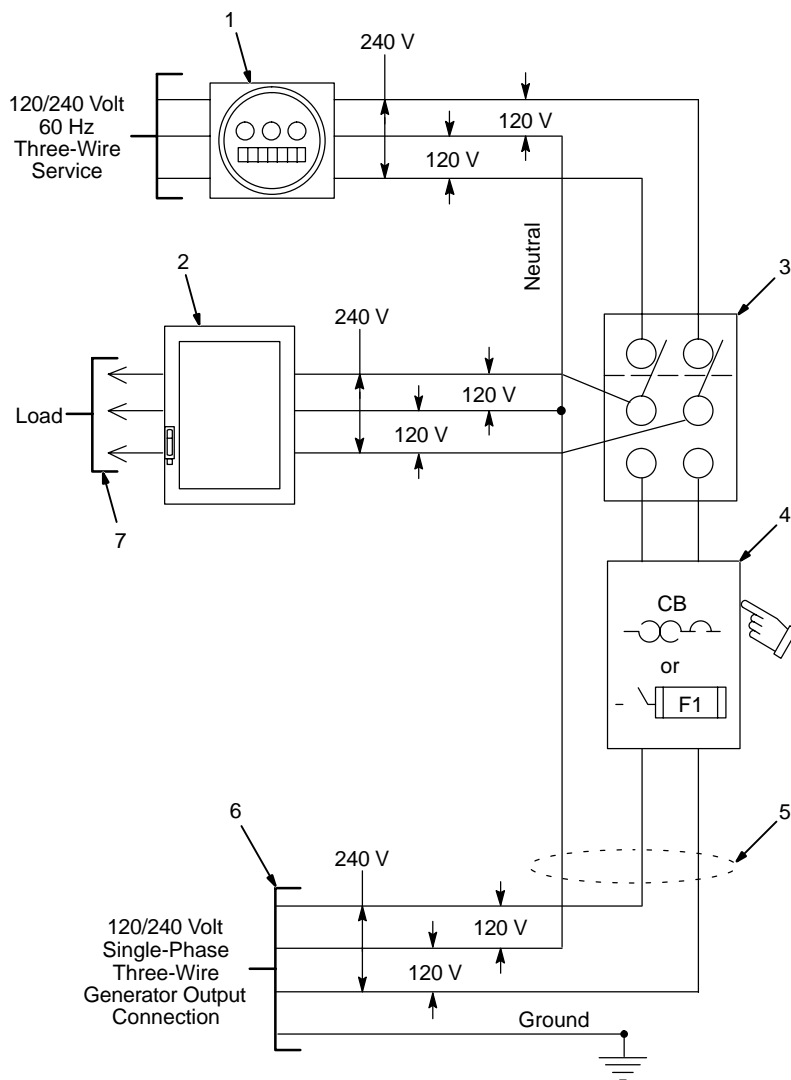 1
240 V
120/240 Volt
60 Hz
Three-Wire
Service
120 V
120 V
Neutral
2
3
240 V
Load
120 V
120 V
7
4
CB
or
F1
6
5
240 V
120/240 Volt
Single-Phase
Three-Wire
Generator Output
Connection
120 V
120 V
Ground